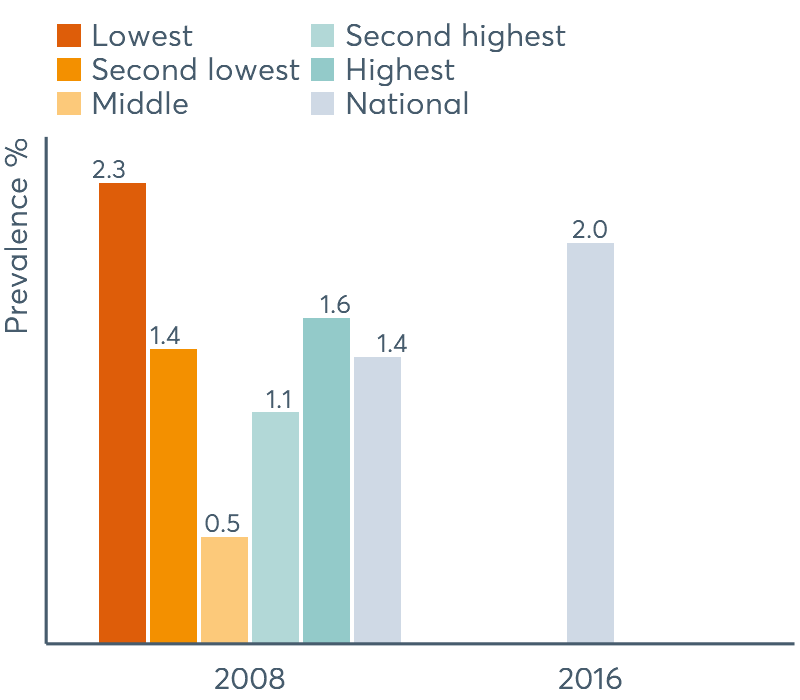 Lowest
Second lowest
Middle
Second highest
Highest
National
Prevalence %
2.3
1.4
0.5
1.1
1.6
1.4
2.0
2008
2016